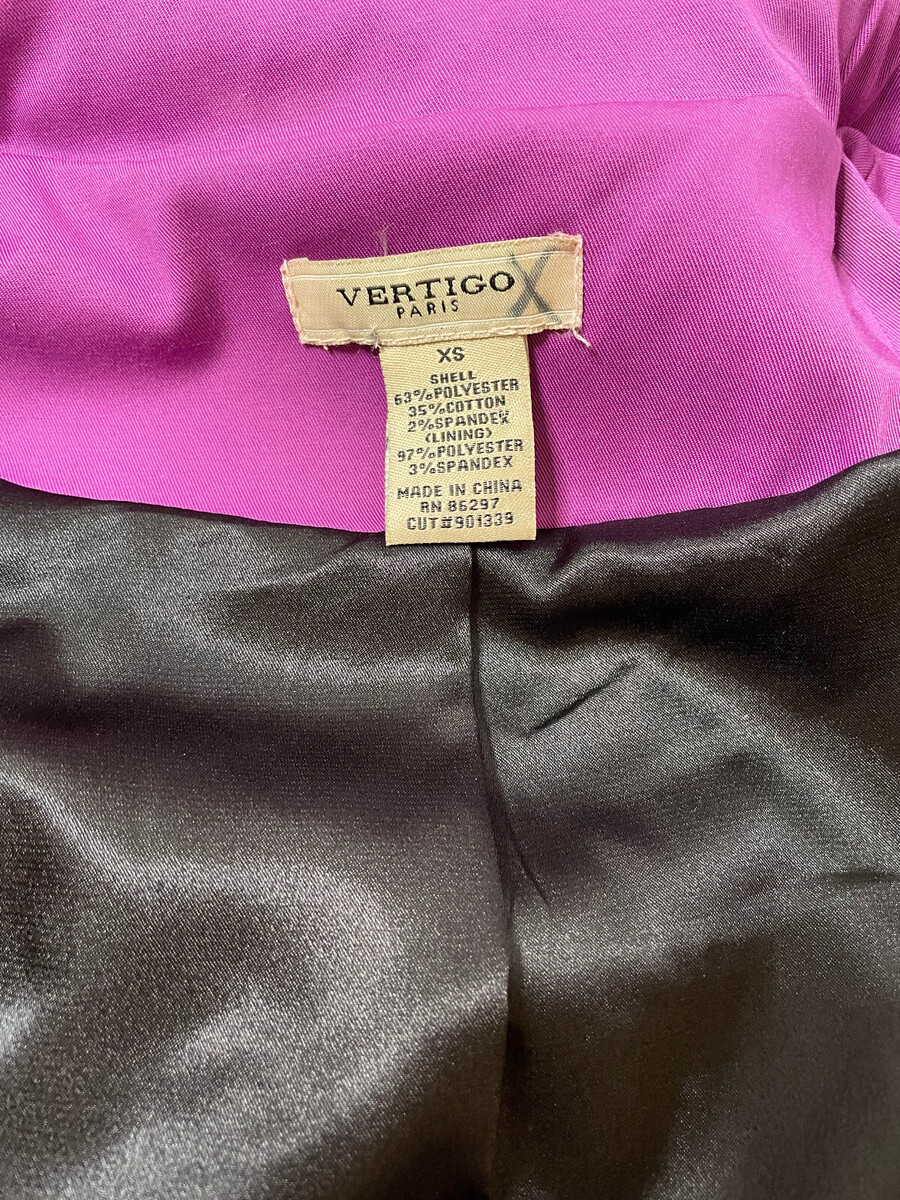 VERTIGO X
PARIS
XS
SHELL
63%POLYESTER
35%COTTON
2%SPANDEX
<LINING>
97%POLYESTER
3%SPANDEX
MADE IN CHINA
RN 86297
CUT#901339